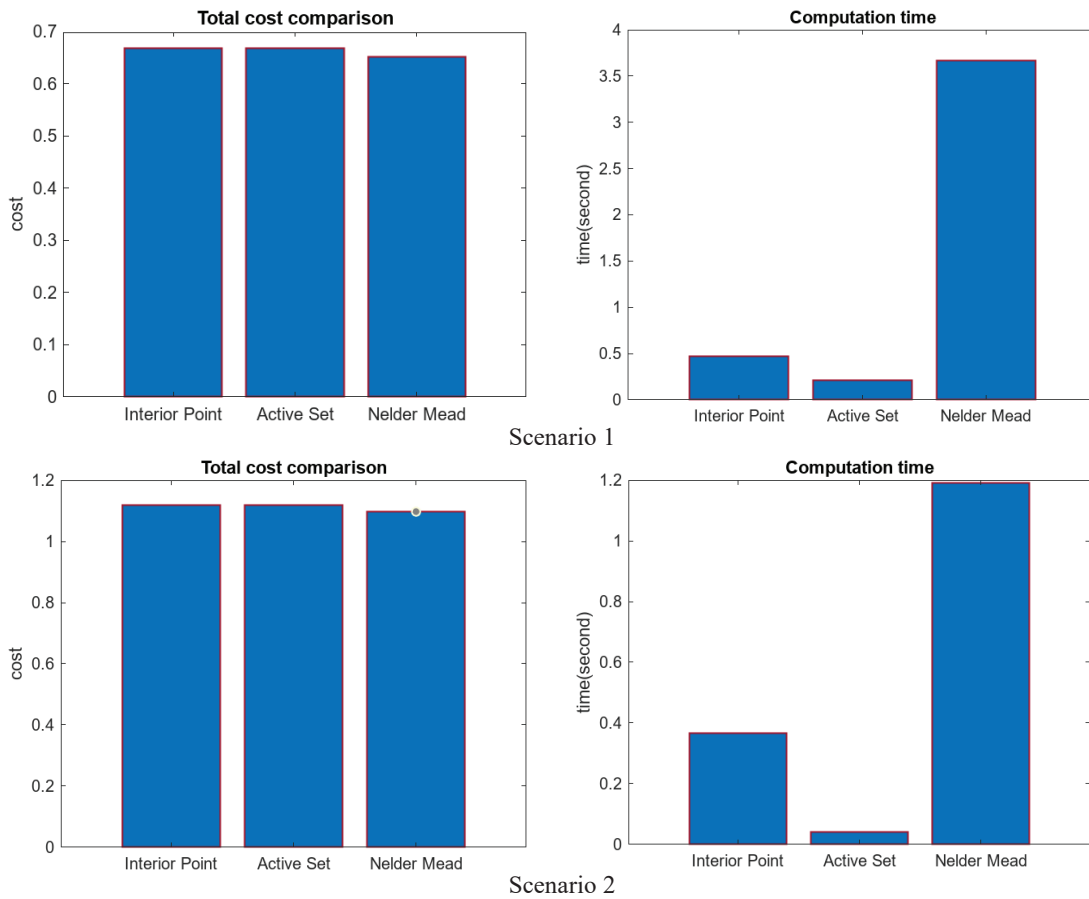 Total cost comparison
0.7
0.6
0.5
0.4
0.3
0.2
0.1
0
cost
Interior Point Active Set Nelder Mead
Computation time
4
3.5
3
2.5
2
1.5
1
0.5
0
time(second)
Interior Point Active Set Nelder Mead
Scenario 1
Total cost comparison
1.2
1
0.8
0.6
0.4
0.2
0
cost
Interior Point Active Set Nelder Mead
Computation time
1.2
1
0.8
0.6
0.4
0.2
0
time(second)
Interior Point Active Set Nelder Mead
Scenario 2